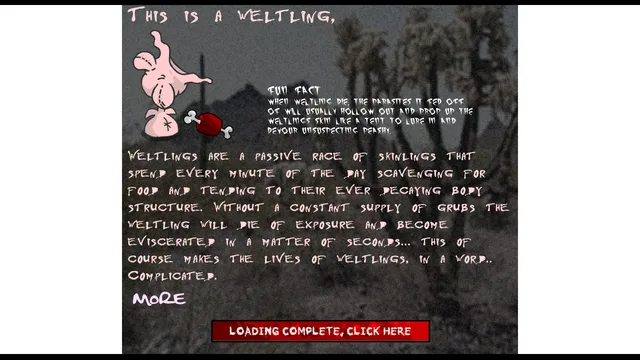 This is a weltling,
Fun Fact
When weltling die, the parasites it fed off
of will usually hollow out and prop up the
weltlings skin like a tent to lure in and
devour unsuspecting
Weltlings are a passive race of skinlings that
spend every minute of the day scavenging for
food and tending to their ever decaying body
structure. Without a constant supply of grubs the
weltling will die of exposure and become
eviscerated in a matter of seconds... this of
course makes the lives of weltlings, in a word..
Complicated.
MORE
LOADING COMPLETE, CLICK HERE